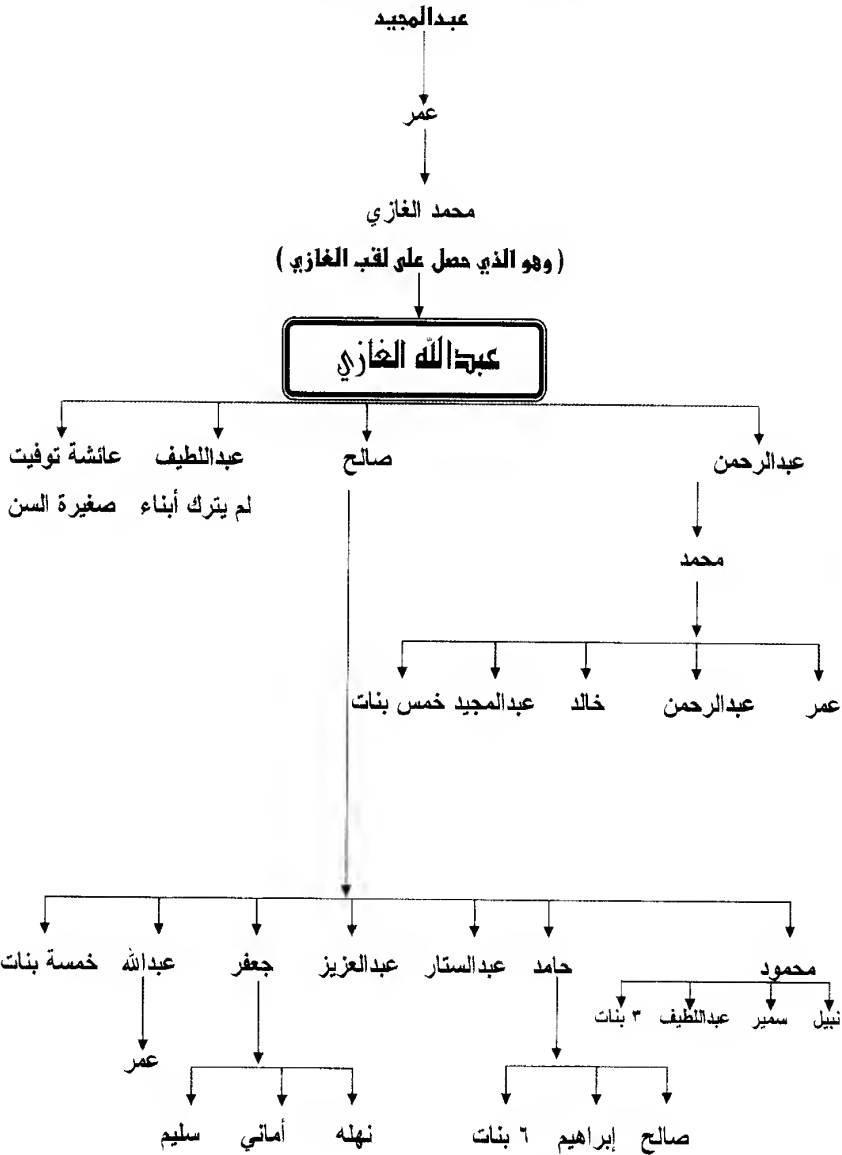 عبدالمجيد
عمر
محمد الغازي
( وهو الذي حصل على لقب الغازي )
عبدالله الغازي
عبدالرحمن صالح عبداللطيف عائشة توفيت
لم يترك أبناء صغيرة السن
محمد
عمر عبدالرحمن خالد عبدالمجيد خمس بنات
محمود حامد عبدالستار عبدالعزيز جعفر عبدالله خمسة بنات
نبيل سمير عبداللطيف ٣ بنات
عمر
صالح إبراهيم ٦ بنات نهله أماني سليم